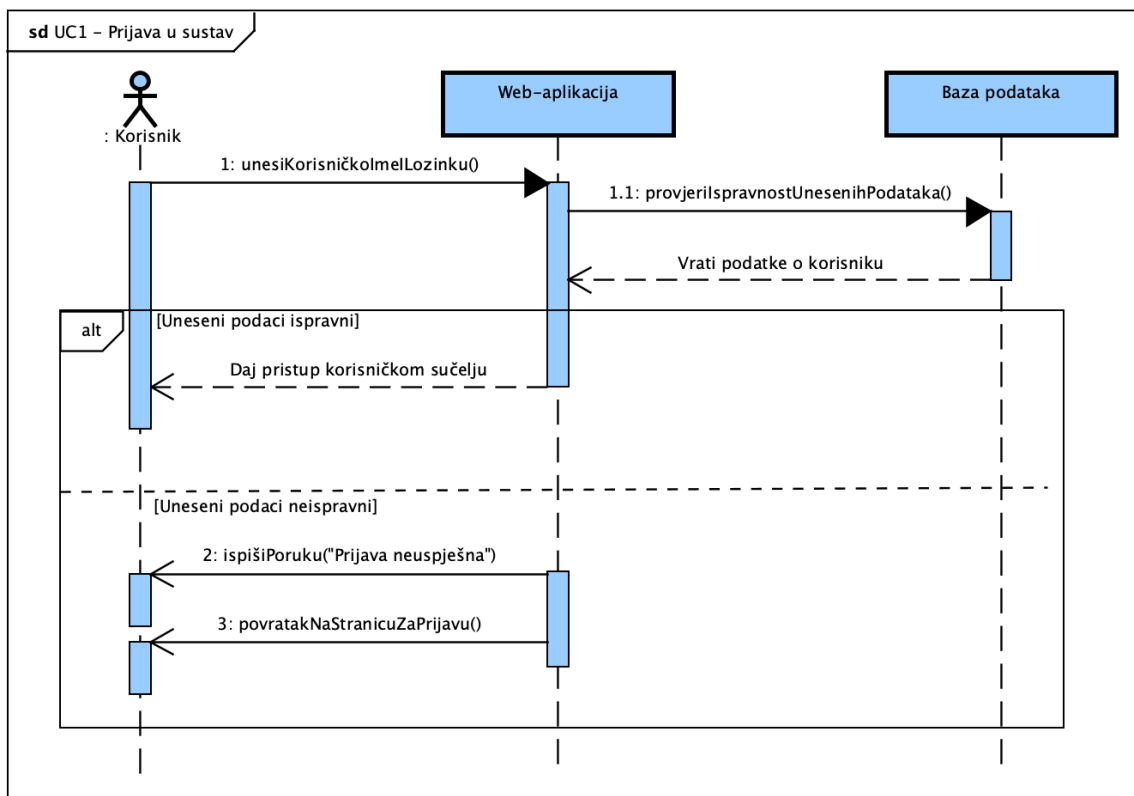 sd UC1 – Prijava u sustav
: Korisnik
Web-aplikacija
Baza podataka
1: unesiKorisničkoImeILozinku()
1.1: provjeriIspravnostUnesenihPodataka()
Vrati podatke o korisniku
alt
[Uneseni podaci ispravni]
Daj pristup korisničkom sučelju
[Uneseni podaci neispravni]
2: ispišiPoruku("Prijava neuspješna")
3: povratakNaStranicuZaPrijavu()